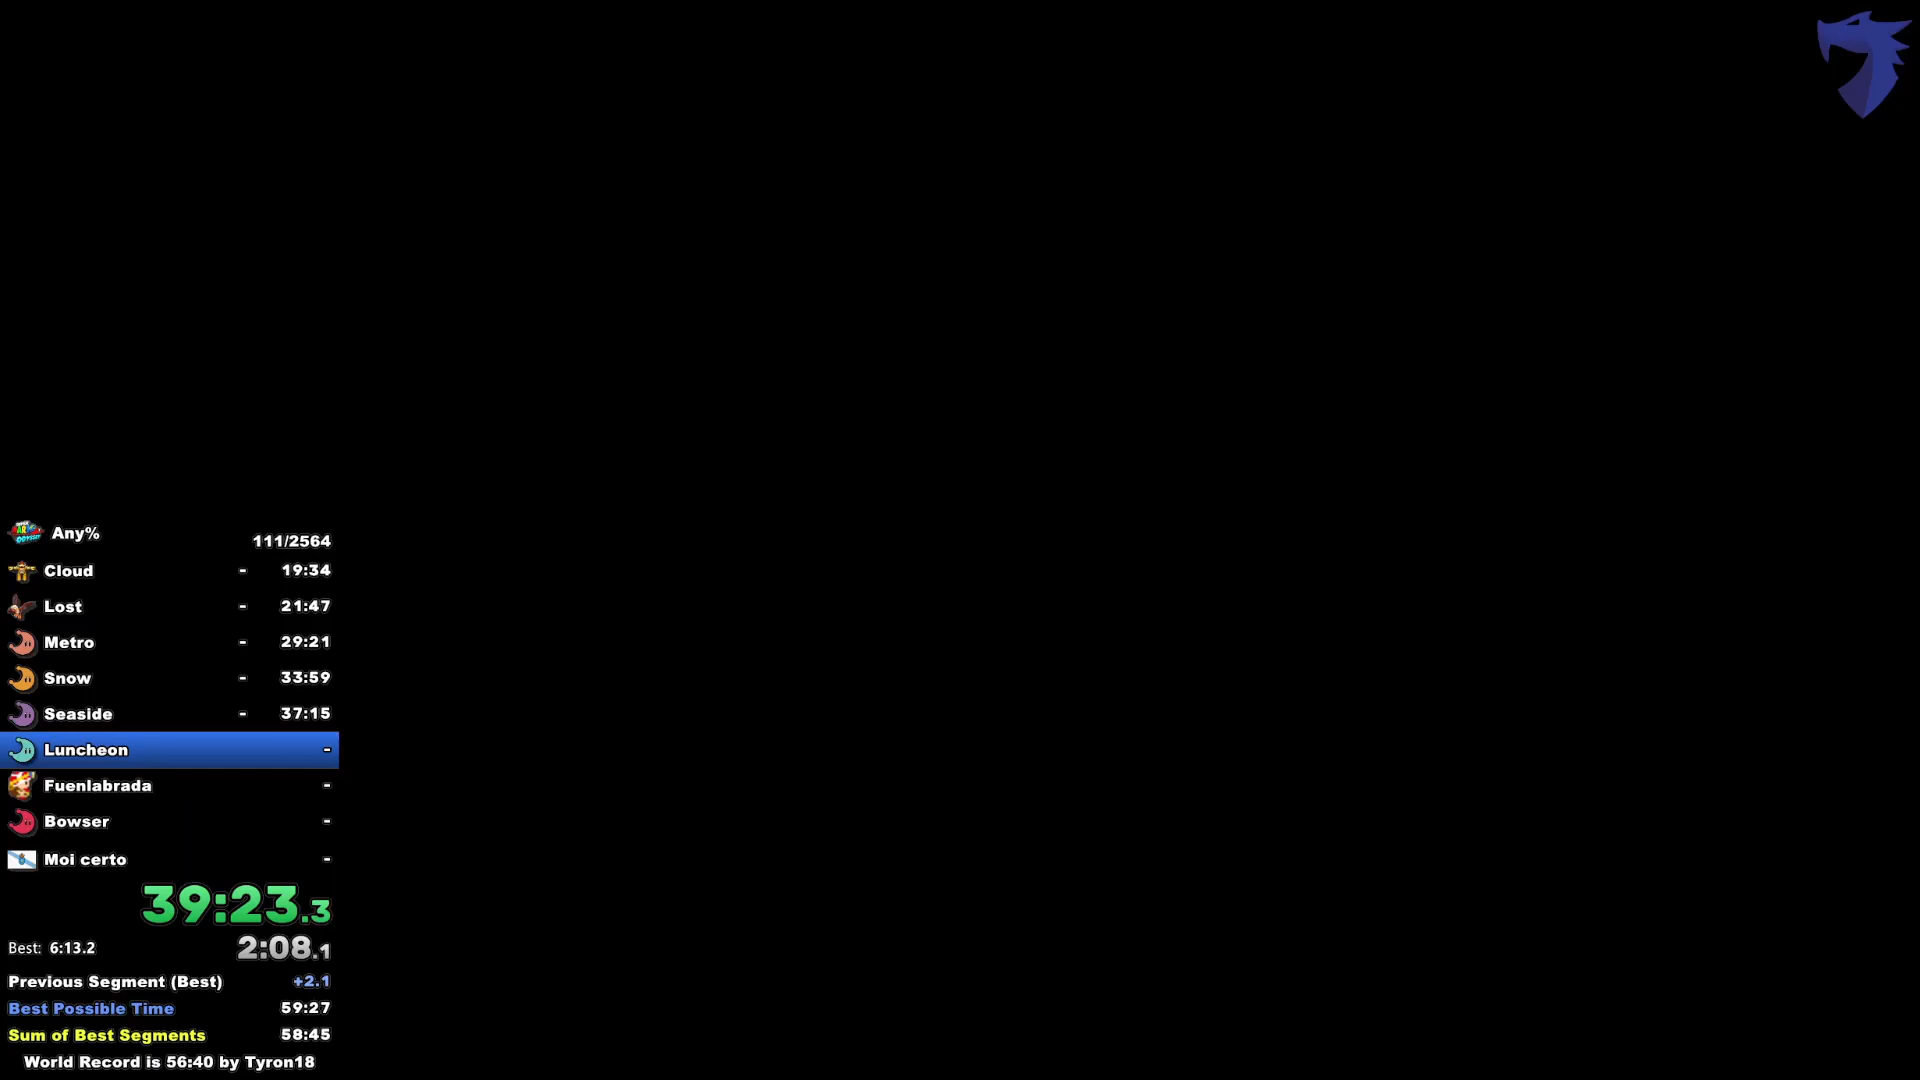 Any%
111/2564
Cloud - 19:34
Lost - 21:47
Metro - 29:21
Snow - 33:59
Seaside - 37:15
Luncheon -
Fuenlabrada -
Bowser -
Moi certo -
39:23.3
Best: 6:13.2 2:08.1
Previous Segment (Best) +2.1
Best Possible Time 59:27
Sum of Best Segments 58:45
World Record is 56:40 by Tyron18